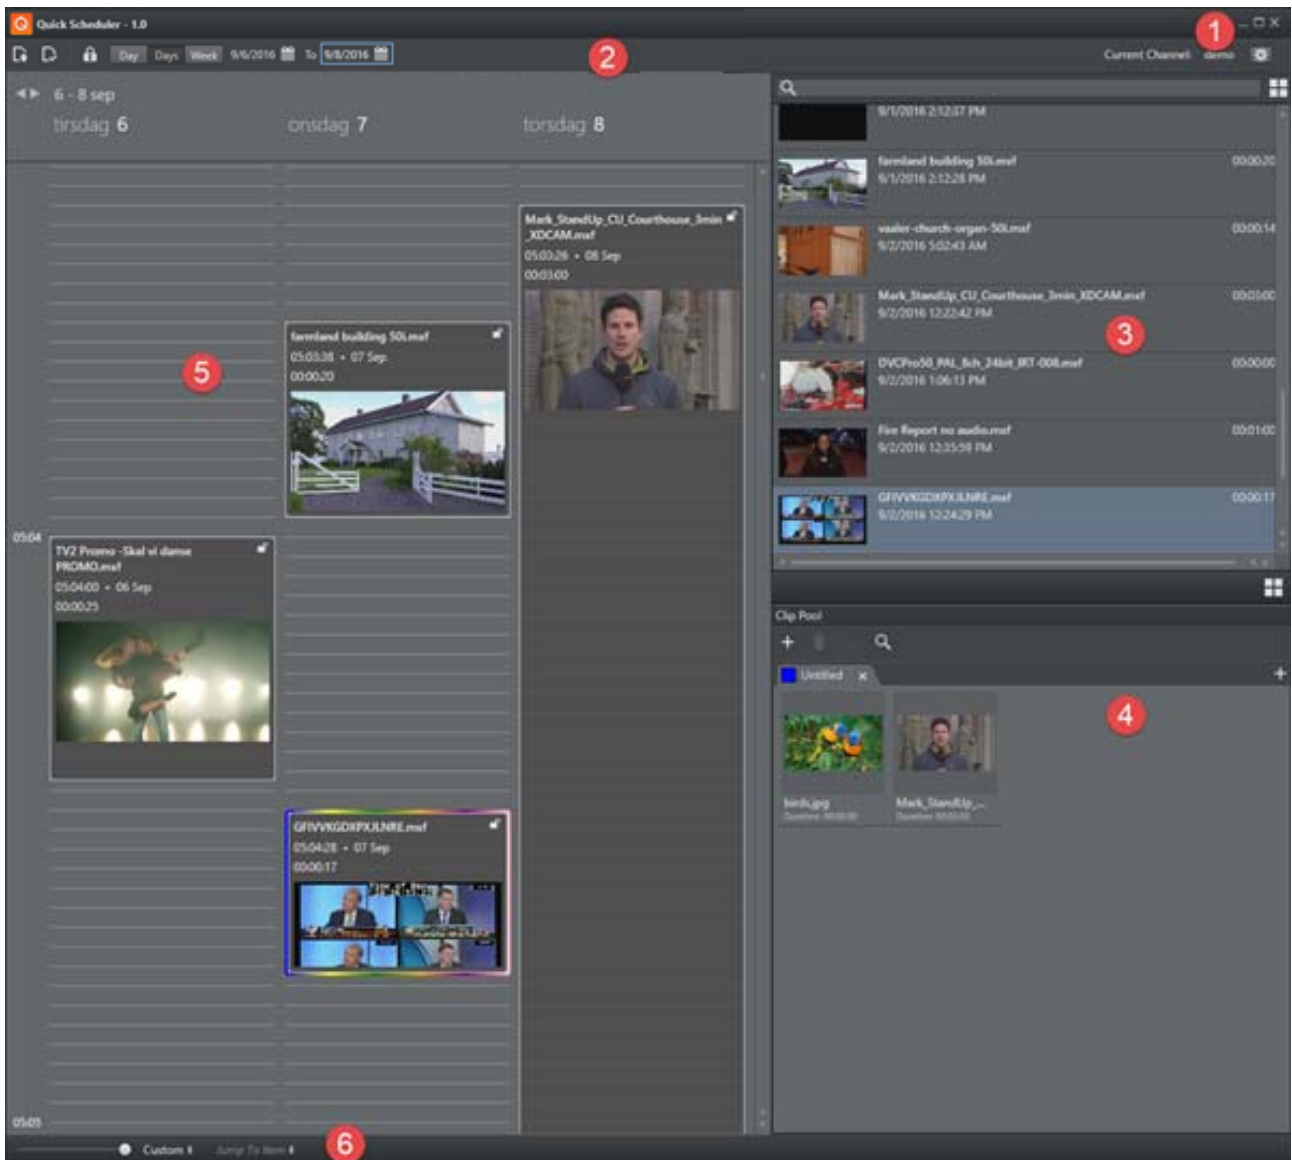 Quick Scheduler - 1.0
1
Day Days Week 9/6/2016 To 9/8/2016
2
Current Channel: demo
6 - 8 sep
tirsdag 6 onsdag 7 torsdag 8
9/1/2016 2:12:37 PM
farmland building 50i.mxf 00:00:20
9/1/2016 2:12:28 PM
vaaler-church-organ-50i.mxf 00:00:14
9/2/2016 5:02:43 AM
Mark_StandUp_CU_Courthouse_3min_XDCAM.mxf 00:03:00
9/2/2016 12:22:42 PM
3
DVCPro50_PAL_8ch_24bit_IRT-008.mxf 00:00:00
9/2/2016 1:06:13 PM
Fire Report no audio.mxf 00:01:00
9/2/2016 12:35:59 PM
GFIVVKGDXPXJLNRE.mxf 00:00:17
9/2/2016 12:24:29 PM
Mark_StandUp_CU_Courthouse_3min
_XDCAM.mxf
05:03:26 • 08 Sep
00:03:00
farmland building 50i.mxf
05:03:38 • 07 Sep
00:00:20
5
05:04
TV2 Promo -Skal vi danse
PROMO.mxf
05:04:00 • 06 Sep
00:00:25
GFIVVKGDXPXJLNRE.mxf
05:04:28 • 07 Sep
00:00:17
Clip Pool
Untitled
4
birds.jpg Mark_StandUp_...
Duration: 00:00:00 Duration: 00:03:00
05:05
Custom Jump To Item
6